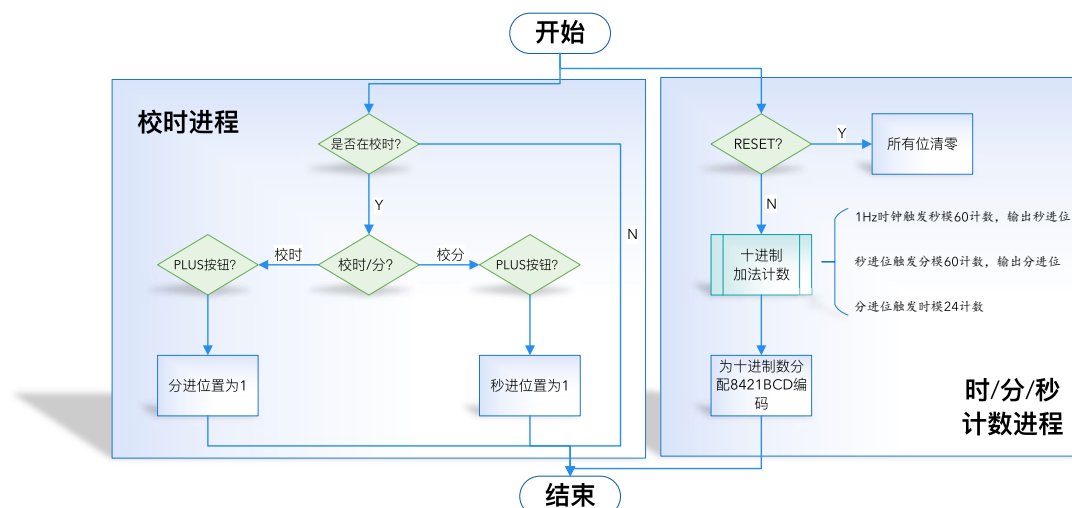 开始
校时进程
是否在校时?
Y
N
校时/分?
校时
校分
PLUS按钮?
PLUS按钮?
分进位置为1
秒进位置为1
RESET?
Y
所有位清零
N
十进制
加法计数
1Hz时钟触发秒模60计数，输出秒进位
秒进位触发分模60计数，输出分进位
分进位触发时模24计数
为十进制数分
配8421BCD编
码
时/分/秒
计数进程
结束